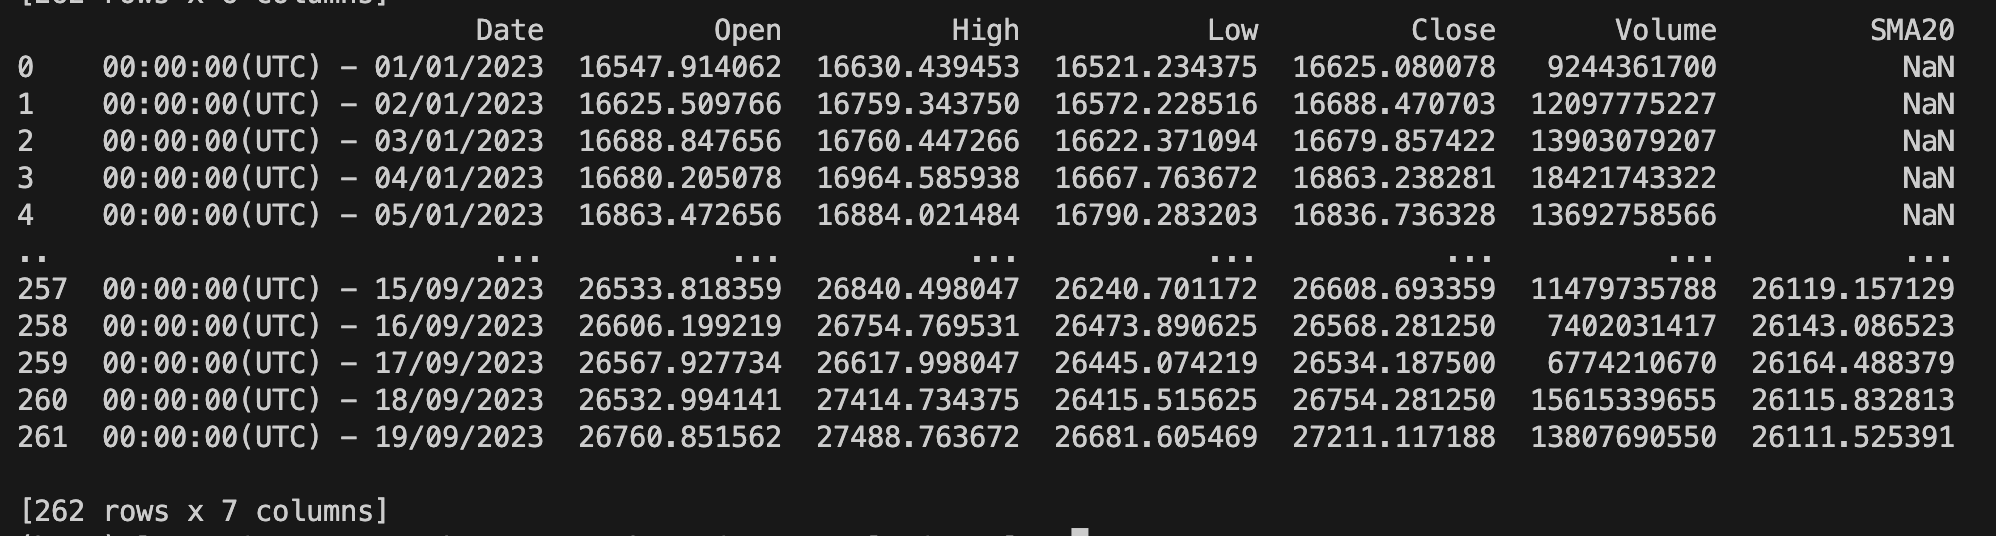 [262 rows x 6 columns]
Date Open High Low Close Volume SMA20
0 00:00:00(UTC) – 01/01/2023 16547.914062 16630.439453 16521.234375 16625.080078 9244361700 NaN
1 00:00:00(UTC) – 02/01/2023 16625.509766 16759.343750 16572.228516 16688.470703 12097775227 NaN
2 00:00:00(UTC) – 03/01/2023 16688.847656 16760.447266 16622.371094 16679.857422 13903079207 NaN
3 00:00:00(UTC) – 04/01/2023 16680.205078 16964.585938 16667.763672 16863.238281 18421743322 NaN
4 00:00:00(UTC) – 05/01/2023 16863.472656 16884.021484 16790.283203 16836.736328 13692758566 NaN
.. ... ... ... ... ... ... ...
257 00:00:00(UTC) – 15/09/2023 26533.818359 26840.498047 26240.701172 26608.693359 11479735788 26119.157129
258 00:00:00(UTC) – 16/09/2023 26606.199219 26754.769531 26473.890625 26568.281250 7402031417 26143.086523
259 00:00:00(UTC) – 17/09/2023 26567.927734 26617.998047 26445.074219 26534.187500 6774210670 26164.488379
260 00:00:00(UTC) – 18/09/2023 26532.994141 27414.734375 26415.515625 26754.281250 15615339655 26115.832813
261 00:00:00(UTC) – 19/09/2023 26760.851562 27488.763672 26681.605469 27211.117188 13807690550 26111.525391
[262 rows x 7 columns]